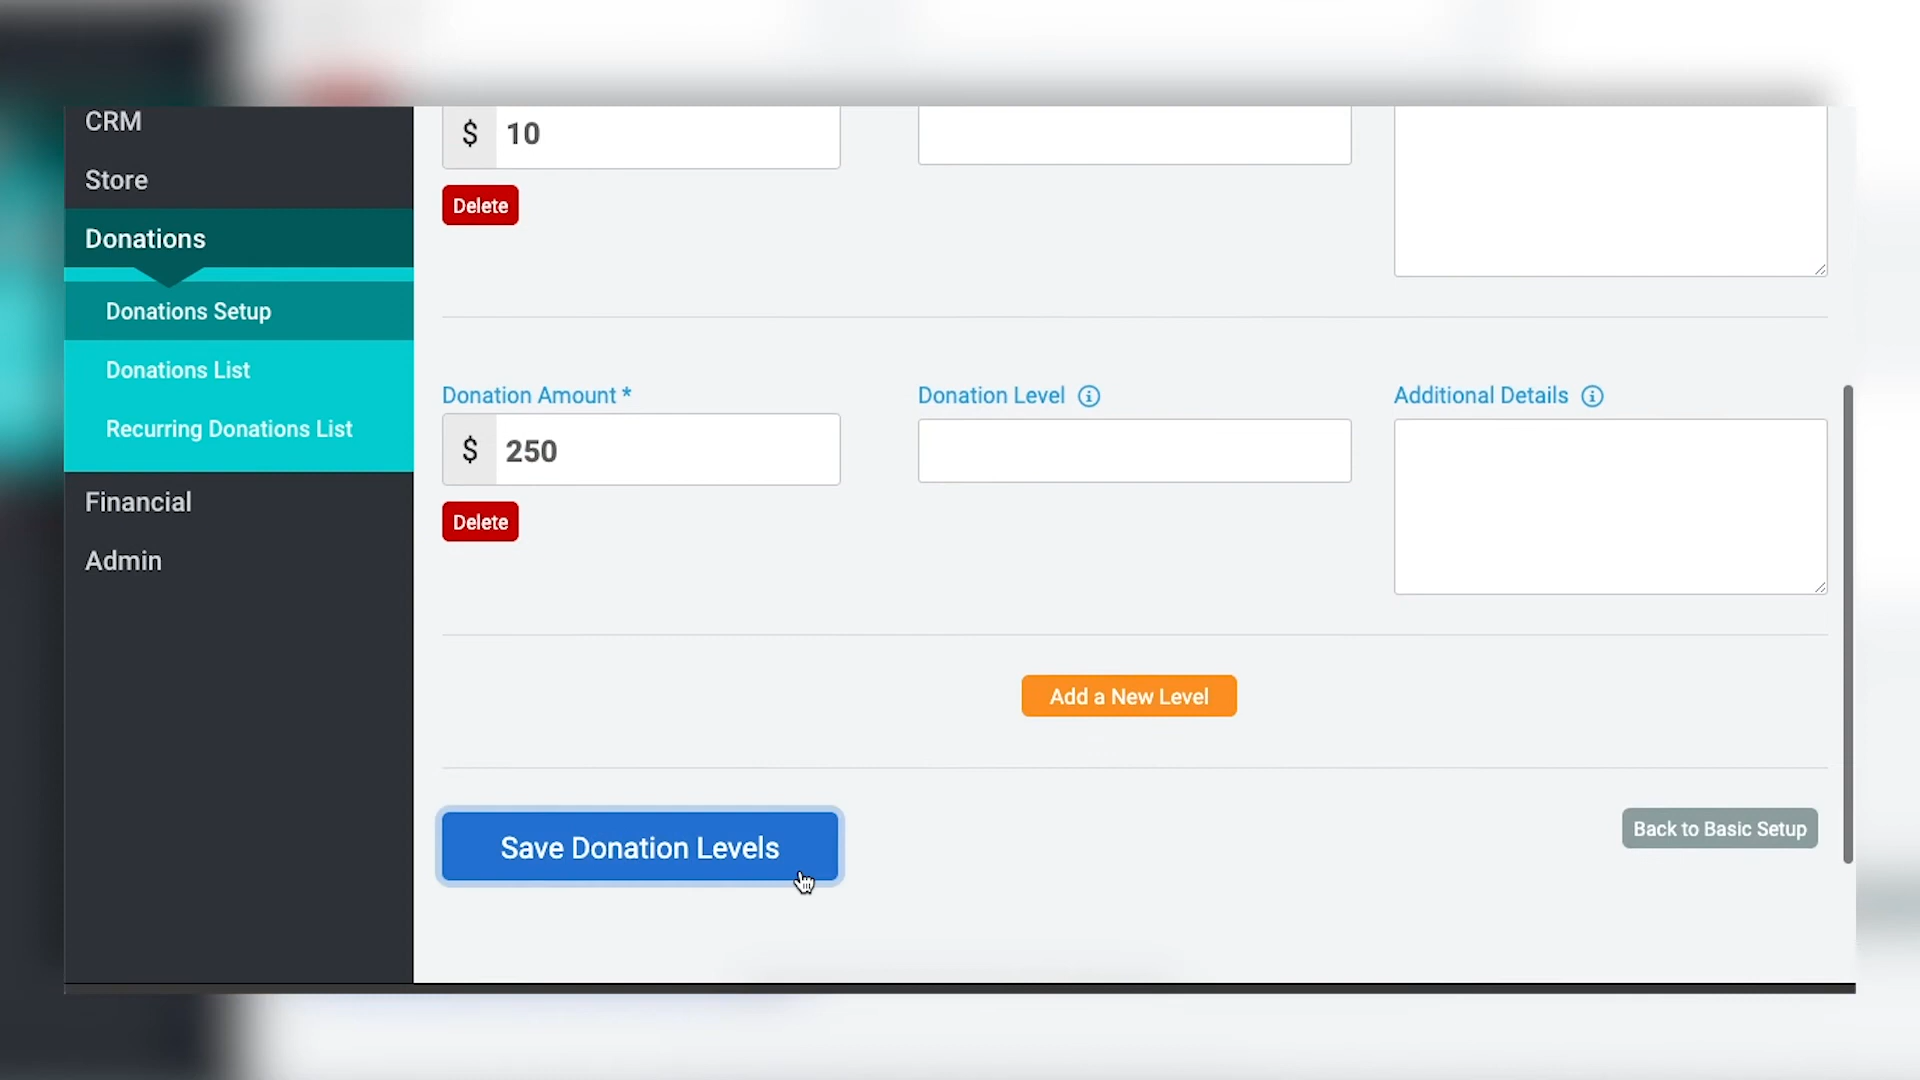 CRM
Store
Donations
Donations Setup
Donations List
Recurring Donations List
Financial
Admin
$ 10
Delete
Donation Amount *
Donation Level
Additional Details
$ 250
Delete
Add a New Level
Save Donation Levels
Back to Basic Setup